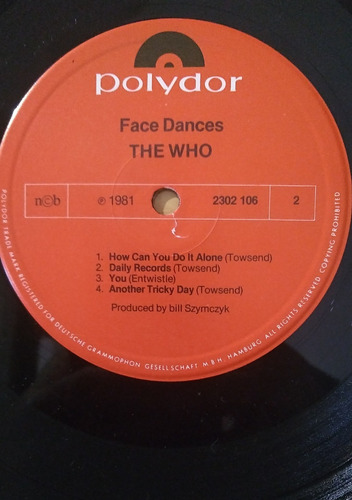 polydor
Face Dances
THE WHO
n©b ℗ 1981 2302 106 2
1. How Can You Do It Alone (Towsend)
2. Daily Records (Towsend)
3. You (Entwistle)
4. Another Tricky Day (Towsend)
Produced by bill Szymczyk
POLYDOR TRADE MARK REGISTERED FOR DEUTSCHE GRAMMOPHON GESELLSCHAFT M B H. HAMBURG ALL RIGHTS RESERVED COPYING PROHIBITED